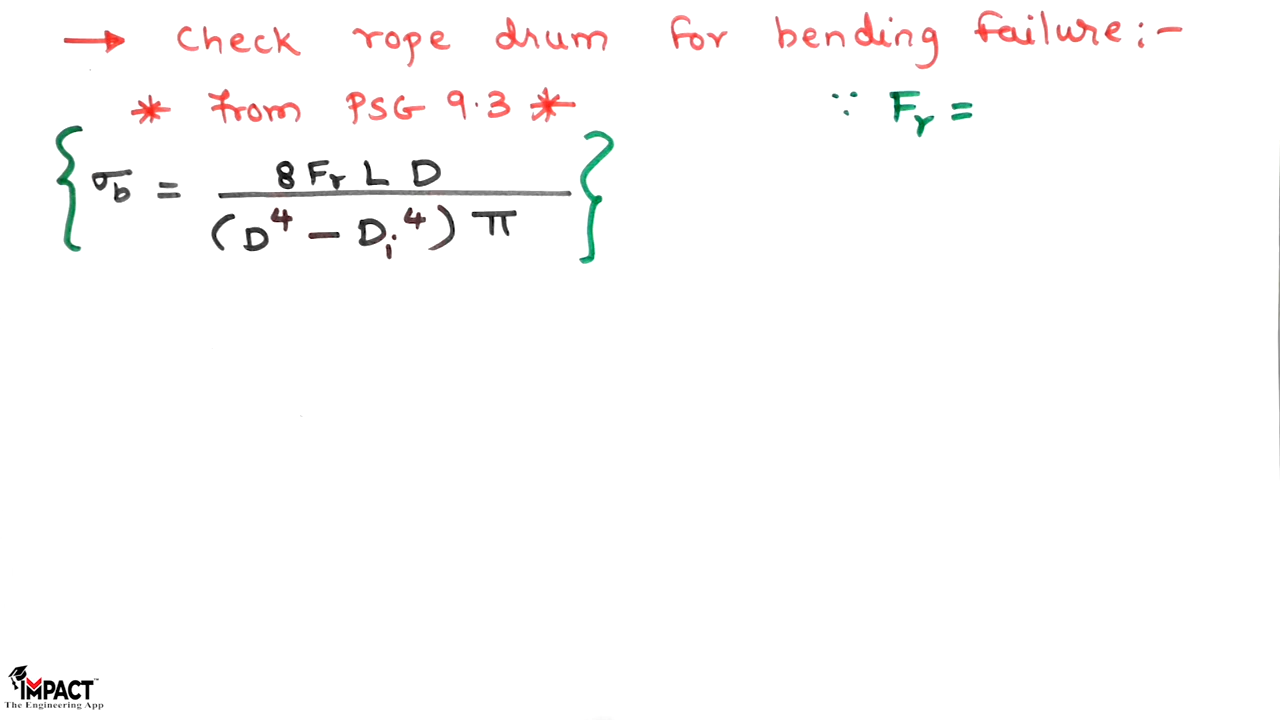 → Check rope drum for bending failure:-
* from PSG 9.3 *
∵ Fr =
{ σb = 8 Fr L D / (D⁴ − Di⁴) π }
IMPACT™
The Engineering App